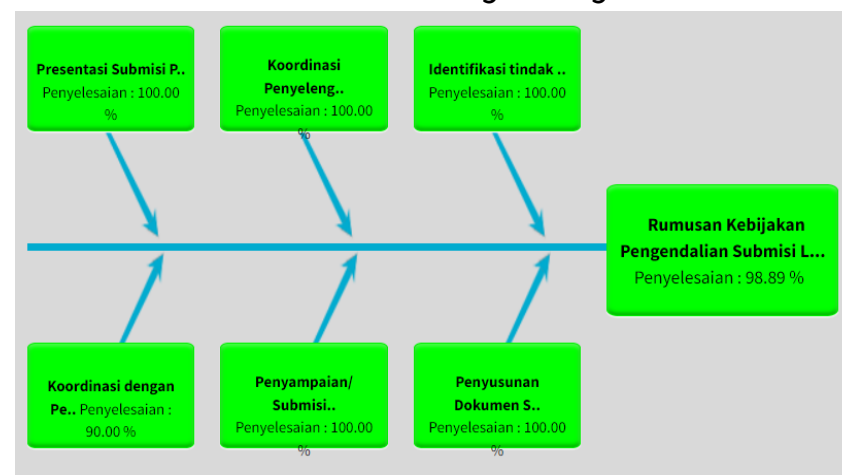 Presentasi Submisi P..
Penyelesaian : 100.00
%
Koordinasi
Penyeleng..
Penyelesaian : 100.00
%
Identifikasi tindak ..
Penyelesaian : 100.00
%
Rumusan Kebijakan
Pengendalian Submisi L...
Penyelesaian : 98.89 %
Koordinasi dengan
Pe.. Penyelesaian :
90.00 %
Penyampaian/
Submisi..
Penyelesaian : 100.00
%
Penyusunan
Dokumen S..
Penyelesaian : 100.00
%